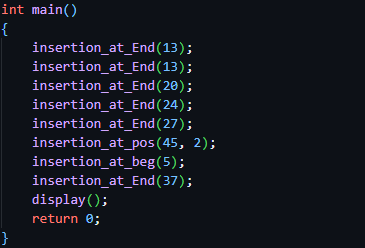 int main()
{
    insertion_at_End(13);
    insertion_at_End(13);
    insertion_at_End(20);
    insertion_at_End(24);
    insertion_at_End(27);
    insertion_at_pos(45, 2);
    insertion_at_beg(5);
    insertion_at_End(37);
    display();
    return 0;
}